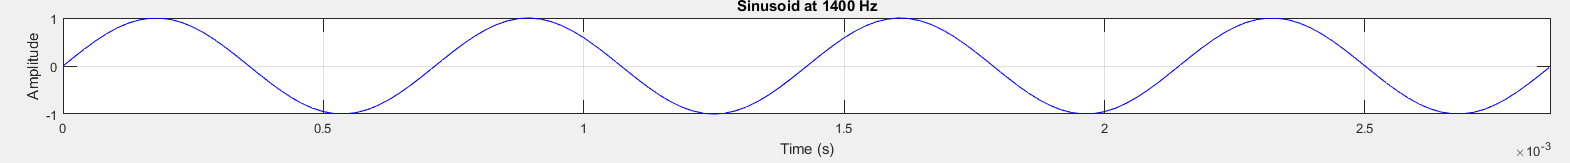 Sinusoid at 1400 Hz
Amplitude
1
0
-1
0 0.5 1 1.5 2 2.5
Time (s)
×10-3